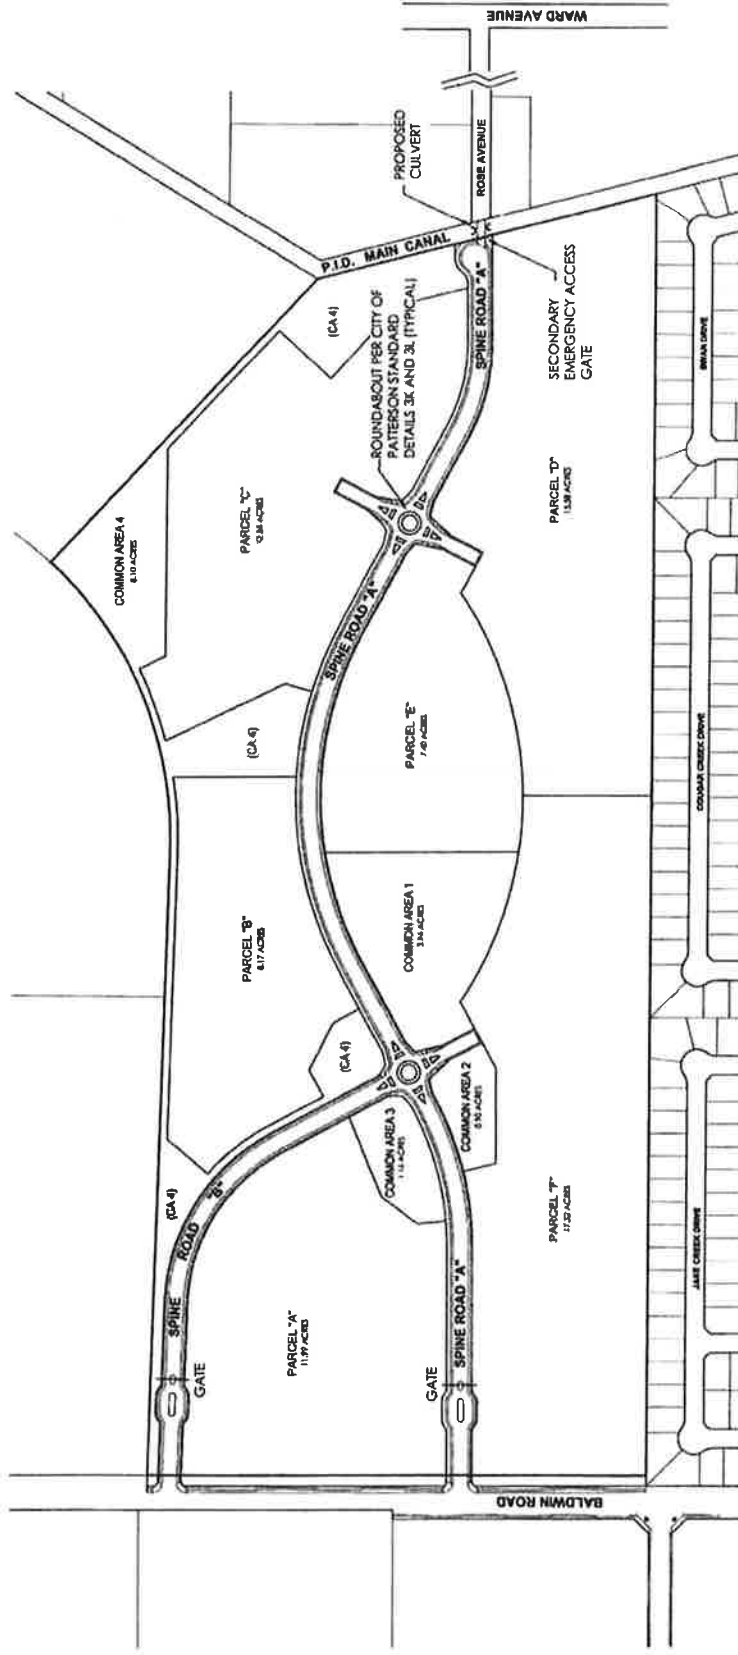 WARD AVENUE
PROPOSED
CULVERT
ROSE AVENUE
P.I.D. MAIN CANAL
SECONDARY
EMERGENCY ACCESS
GATE
SPINE ROAD "A"
(CA 4)
ROUNDABOUT PER CITY OF
PATTERSON STANDARD
DETAILS 3K AND 3L (TYPICAL)
SWAN DRIVE
COMMON AREA 4
PARCEL "C"
PARCEL "D"
SPINE ROAD "A"
(CA 4)
PARCEL "E"
COUGAR CREEK DRIVE
PARCEL "B"
COMMON AREA 1
(CA 4)
COMMON AREA 2
COMMON AREA 3
(CA 4)
SPINE ROAD "B"
PARCEL "F"
17.52 ACRES
JAKE CREEK DRIVE
PARCEL "A"
SPINE ROAD "A"
GATE
GATE
BALDWIN ROAD